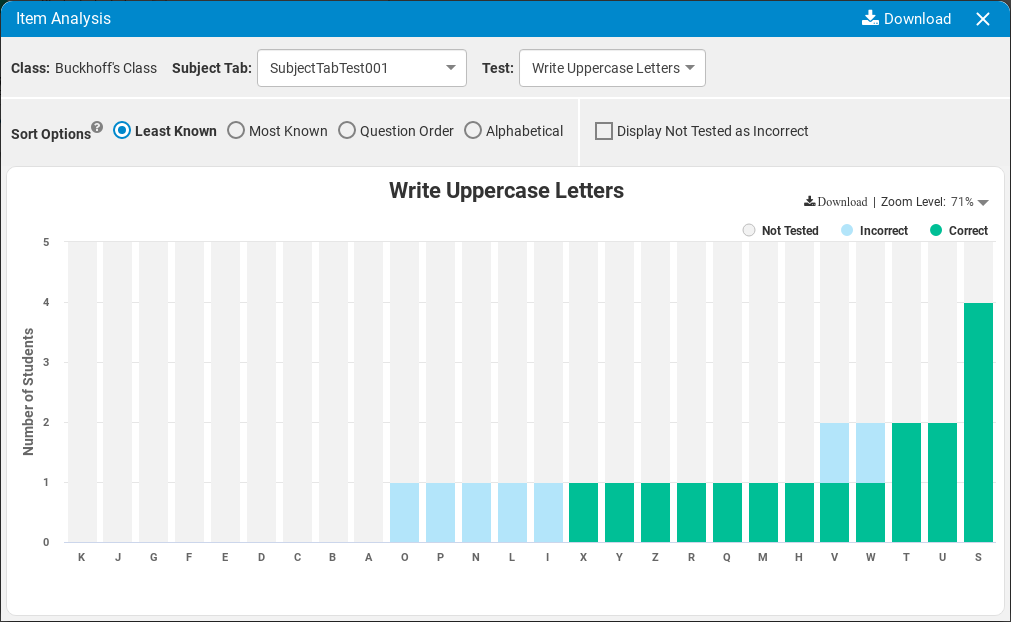 Item Analysis Download
Class: Buckhoff's Class Subject Tab: SubjectTabTest001 Test: Write Uppercase Letters
Sort Options ? Least Known Most Known Question Order Alphabetical Display Not Tested as Incorrect
Write Uppercase Letters
Download | Zoom Level: 71%
Not Tested Incorrect Correct
Number of Students
5
4
3
2
1
0
K J G F E D C B A O P N L I X Y Z R Q M H V W T U S